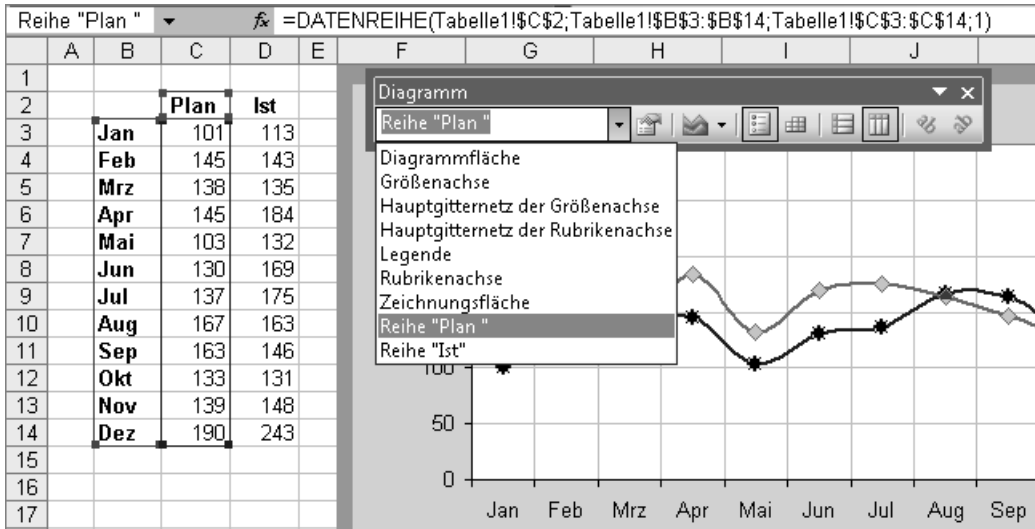 Reihe "Plan " fx =DATENREIHE(Tabelle1!$C$2;Tabelle1!$B$3:$B$14;Tabelle1!$C$3:$C$14;1)
A B C D E F G H I J
1
2 Plan Ist
3 Jan 101 113
4 Feb 145 143
5 Mrz 138 135
6 Apr 145 184
7 Mai 103 132
8 Jun 130 169
9 Jul 137 175
10 Aug 167 163
11 Sep 163 146
12 Okt 133 131
13 Nov 139 148
14 Dez 190 243
15
16
17
Diagramm
Reihe "Plan "
Diagrammfläche
Größenachse
Hauptgitternetz der Größenachse
Hauptgitternetz der Rubrikenachse
Legende
Rubrikenachse
Zeichnungsfläche
Reihe "Plan "
Reihe "Ist"
100
50
0
Jan Feb Mrz Apr Mai Jun Jul Aug Sep